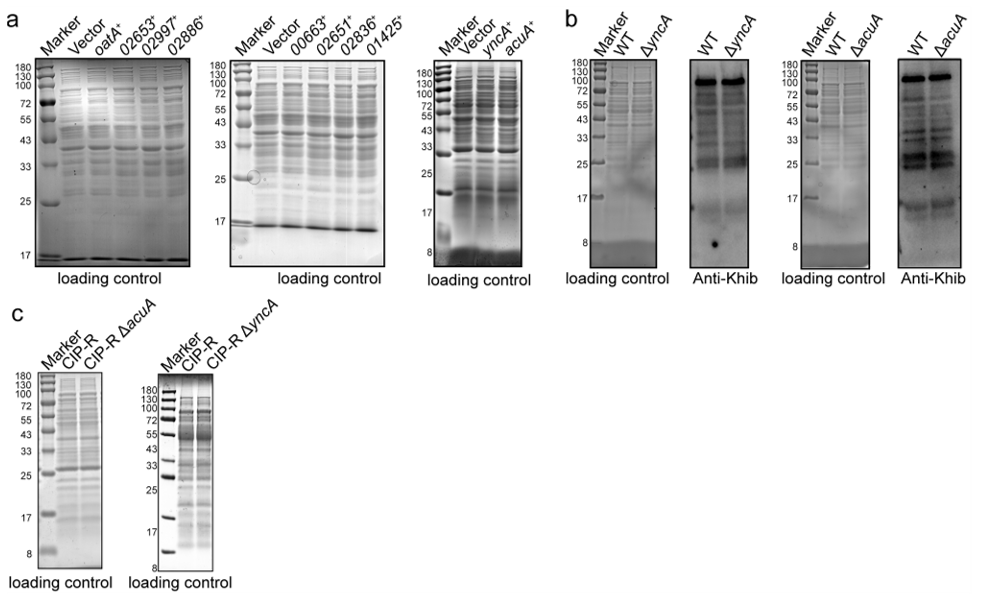 a
Marker
Vector
oatA+
02653+
02997+
02886+
180
130
100
72
55
43
33
25
17
loading control
Marker
Vector
00663+
02651+
02836+
01425+
180
130
100
72
55
43
33
25
17
loading control
Marker
Vector
yncA+
acuA+
180
130
100
72
55
43
33
25
17
8
loading control
b
Marker
WT
ΔyncA
180
130
100
72
55
43
33
25
17
8
loading control
WT
ΔyncA
Anti-Khib
Marker
WT
ΔacuA
180
130
100
72
55
43
33
25
17
8
loading control
WT
ΔacuA
Anti-Khib
c
Marker
CIP-R
CIP-R ΔacuA
180
130
100
72
55
43
33
25
17
8
loading control
Marker
CIP-R
CIP-R ΔyncA
180
130
100
72
55
43
33
25
17
8
loading control